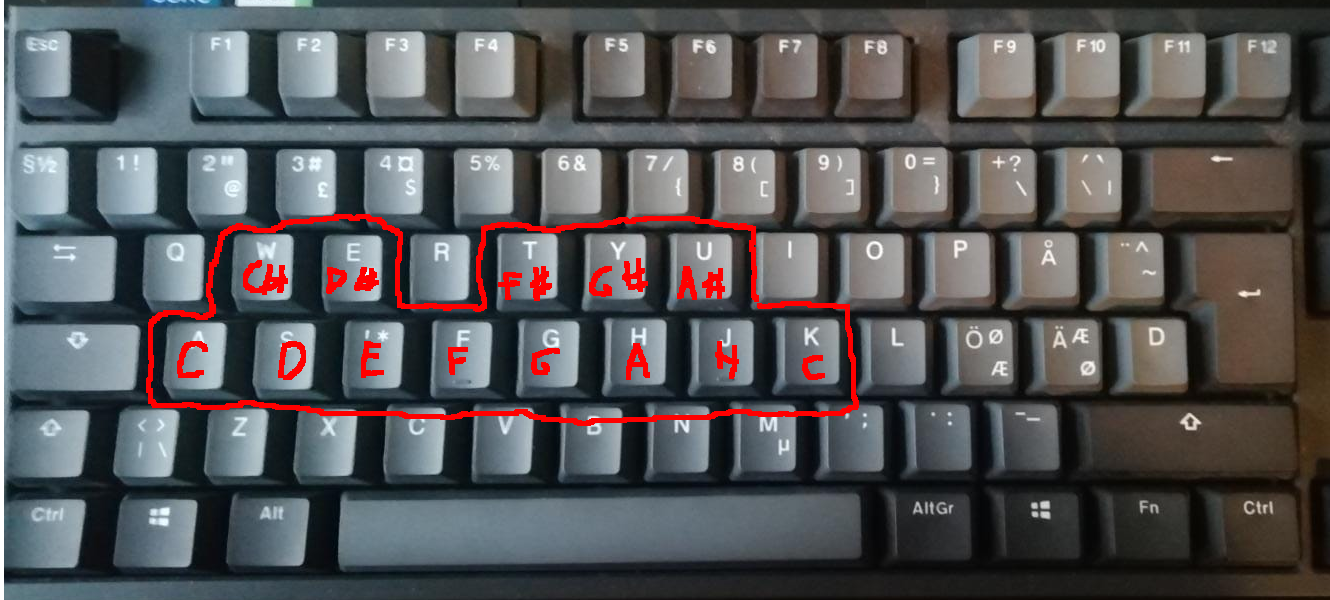 Esc F1 F2 F3 F4 F5 F6 F7 F8 F9 F10 F11 F12
§½ 1! 2" 3# 4¤ 5% 6& 7/ 8( 9) 0= +? ´`
@ £ $ { [ ] } \ \ |
Q W E R T Y U I O P Å ¨^
~
C# D# F# G# A#
A S '* F G H J K L ÖØ ÄÆ D
Æ Ø
C D E F G A H C
<> Z X C V B N M ,; .: -_
| \ µ
Ctrl Alt AltGr Fn Ctrl